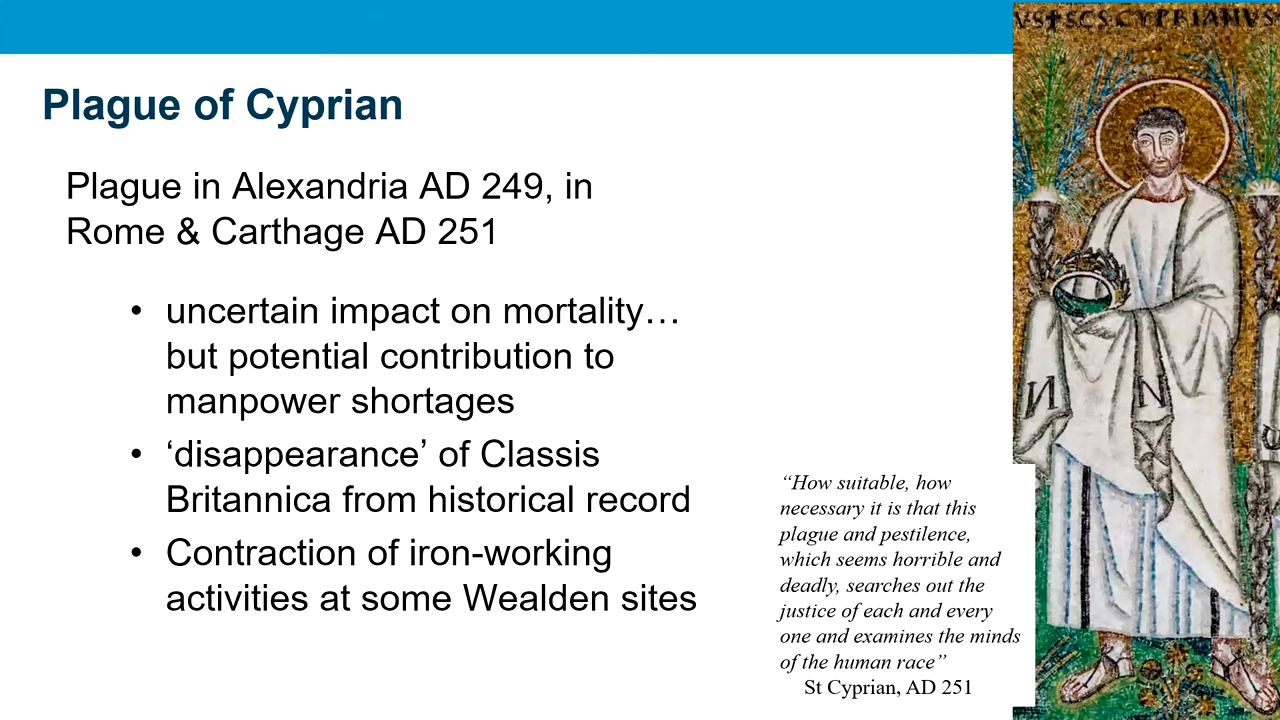 VS✝SCS CYPRIANVS
Plague of Cyprian
Plague in Alexandria AD 249, in
Rome & Carthage AD 251
• uncertain impact on mortality…
but potential contribution to
manpower shortages
• ‘disappearance’ of Classis
Britannica from historical record
• Contraction of iron-working
activities at some Wealden sites
“How suitable, how
necessary it is that this
plague and pestilence,
which seems horrible and
deadly, searches out the
justice of each and every
one and examines the minds
of the human race”
St Cyprian, AD 251
И
N